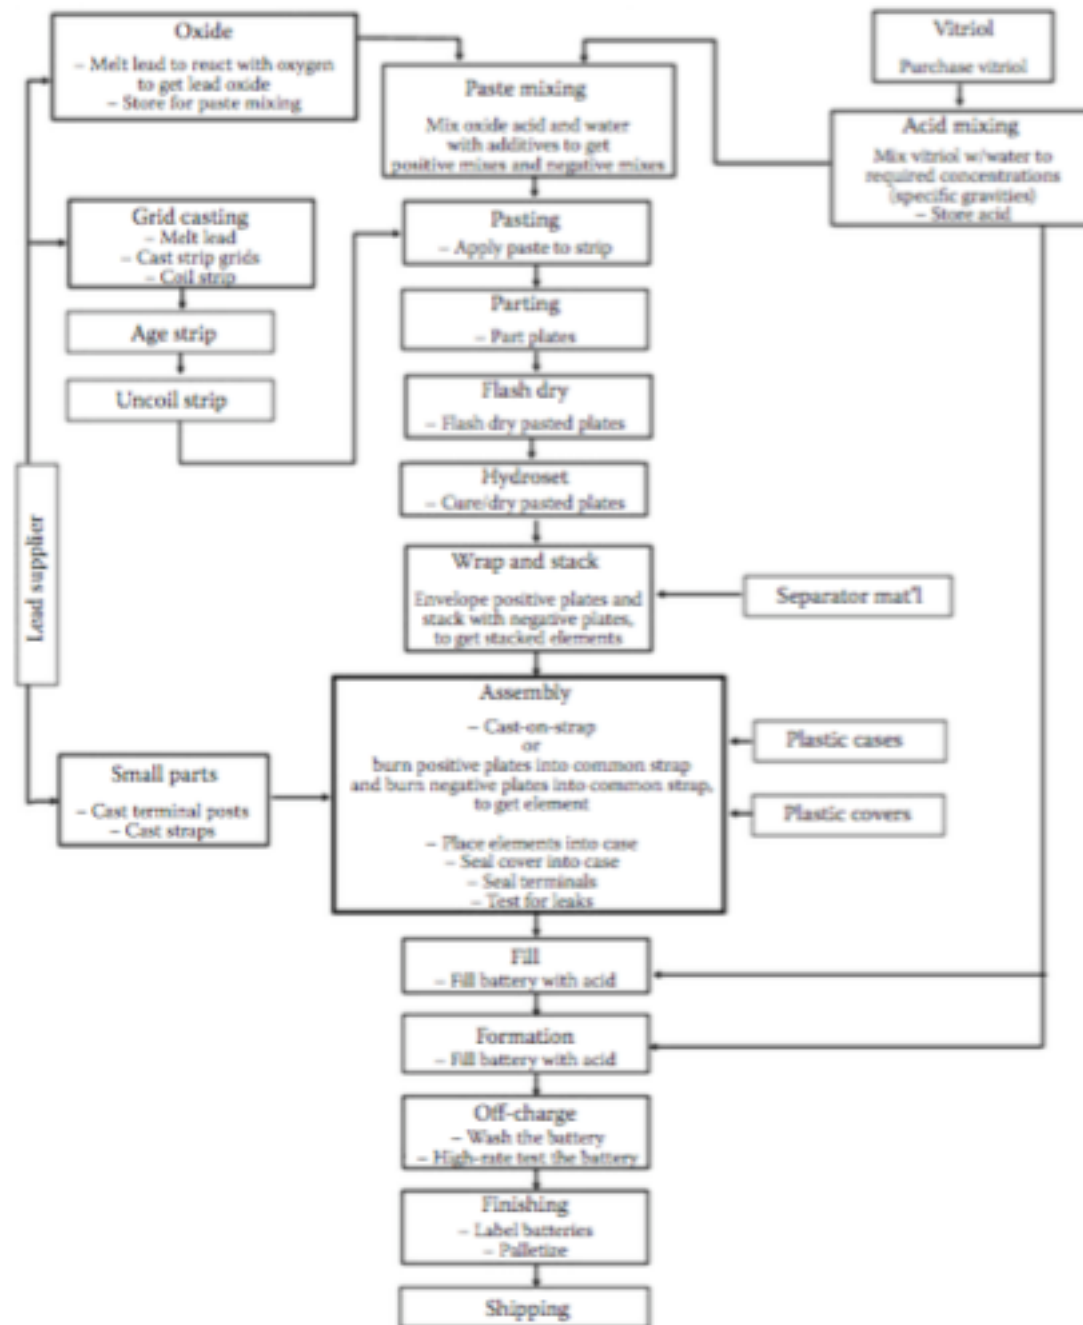 Oxide
– Melt lead to react with oxygen
to get lead oxide
– Store for paste mixing
Vitriol
Purchase vitriol
Paste mixing
Mix oxide acid and water
with additives to get
positive mixes and negative mixes
Acid mixing
Mix vitriol w/water to
required concentrations
(specific gravities)
– Store acid
Grid casting
– Melt lead
– Cast strip grids
– Coil strip
Pasting
– Apply paste to strip
Age strip
Parting
– Part plates
Uncoil strip
Flash dry
– Flash dry pasted plates
Hydroset
– Cure/dry pasted plates
Lead supplier
Wrap and stack
Envelope positive plates and
stack with negative plates,
to get stacked elements
Separator mat'l
Assembly
– Cast-on-strap
or
burn positive plates into common strap
and burn negative plates into common strap,
to get element
– Place elements into case
– Seal cover into case
– Seal terminals
– Test for leaks
Plastic cases
Plastic covers
Small parts
– Cast terminal posts
– Cast straps
Fill
– Fill battery with acid
Formation
– Fill battery with acid
Off-charge
– Wash the battery
– High-rate test the battery
Finishing
– Label batteries
– Palletize
Shipping